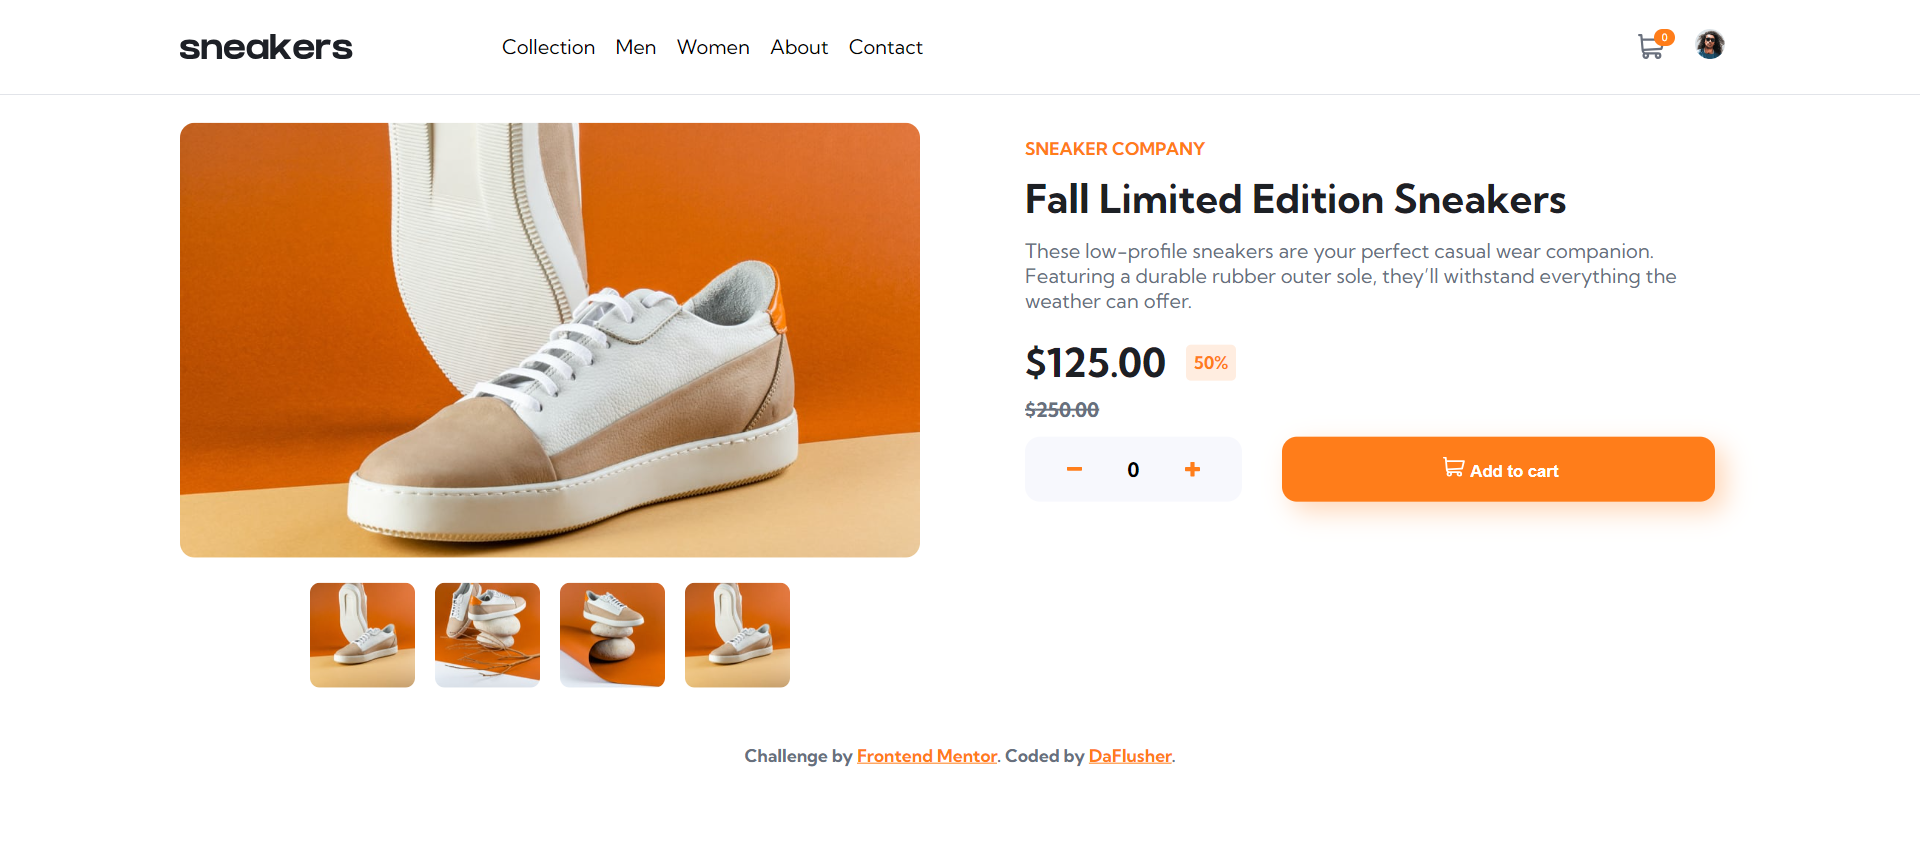 sneakers
Collection Men Women About Contact
0
SNEAKER COMPANY
Fall Limited Edition Sneakers
These low-profile sneakers are your perfect casual wear companion.
Featuring a durable rubber outer sole, they’ll withstand everything the
weather can offer.
$125.00 50%
$250.00
0
Add to cart
Challenge by Frontend Mentor. Coded by DaFlusher.